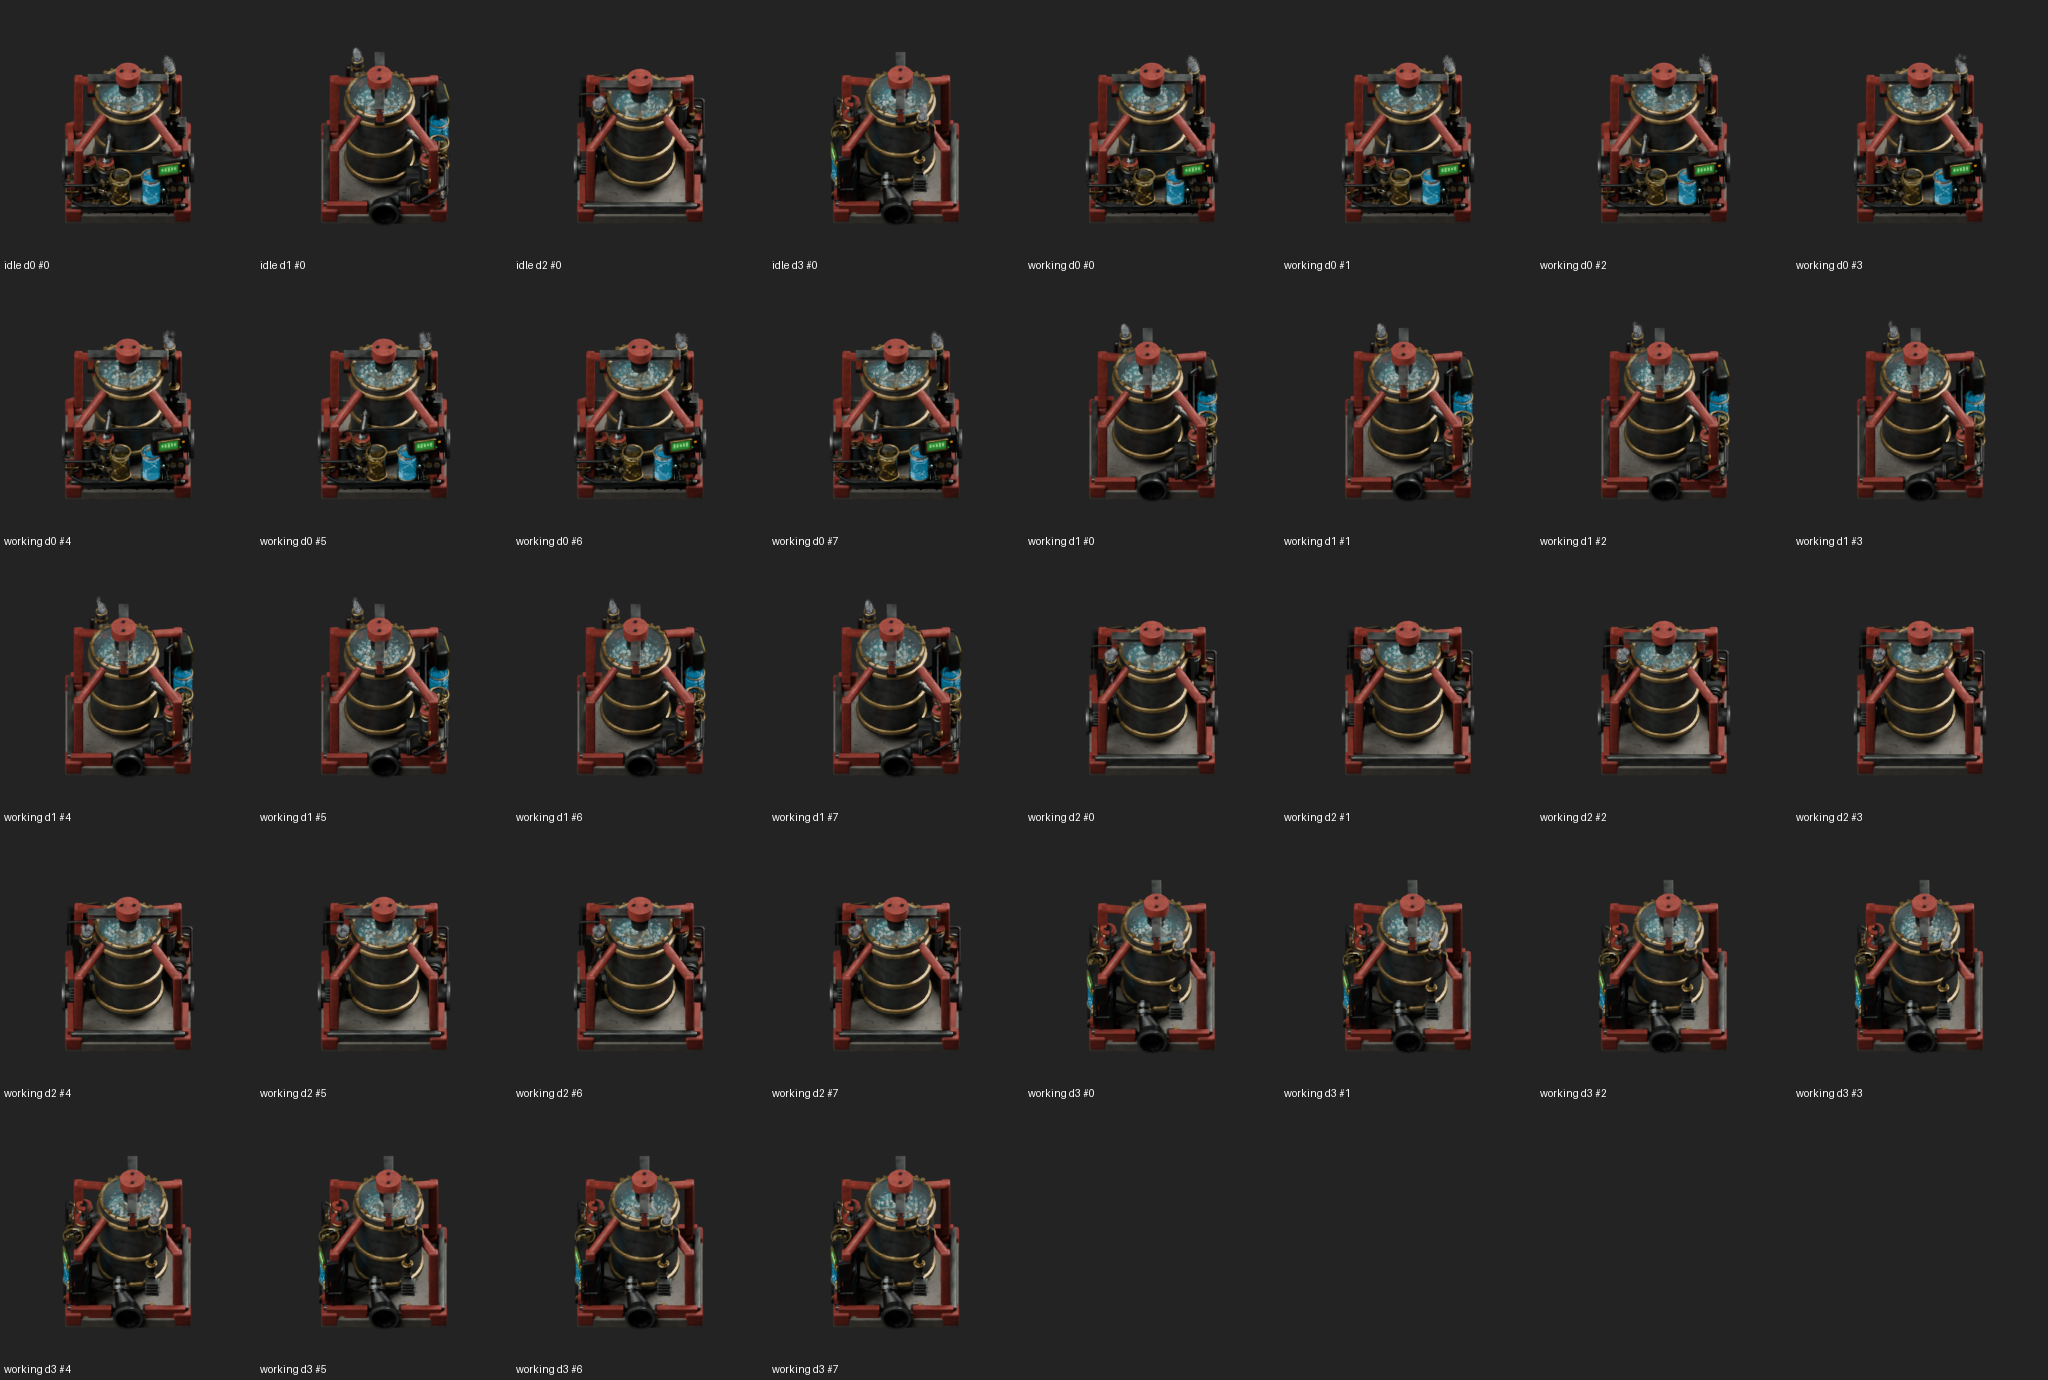 idle d0 #0
idle d1 #0
idle d2 #0
idle d3 #0
working d0 #0
working d0 #1
working d0 #2
working d0 #3
working d0 #4
working d0 #5
working d0 #6
working d0 #7
working d1 #0
working d1 #1
working d1 #2
working d1 #3
working d1 #4
working d1 #5
working d1 #6
working d1 #7
working d2 #0
working d2 #1
working d2 #2
working d2 #3
working d2 #4
working d2 #5
working d2 #6
working d2 #7
working d3 #0
working d3 #1
working d3 #2
working d3 #3
working d3 #4
working d3 #5
working d3 #6
working d3 #7